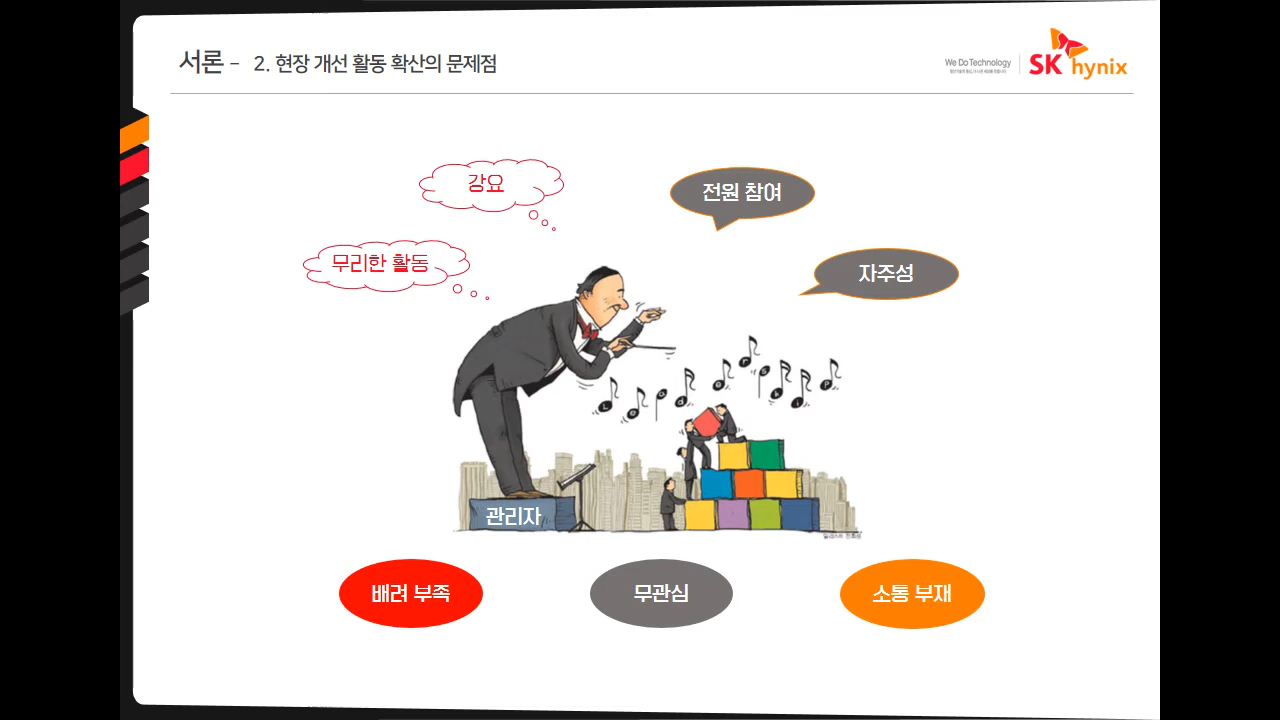 서론 - 2. 현장 개선 활동 확산의 문제점
We Do Technology
SK hynix
강요
전원 참여
무리한 활동
자주성
L e a d e r s h i p
관리자
배려 부족
무관심
소통 부재